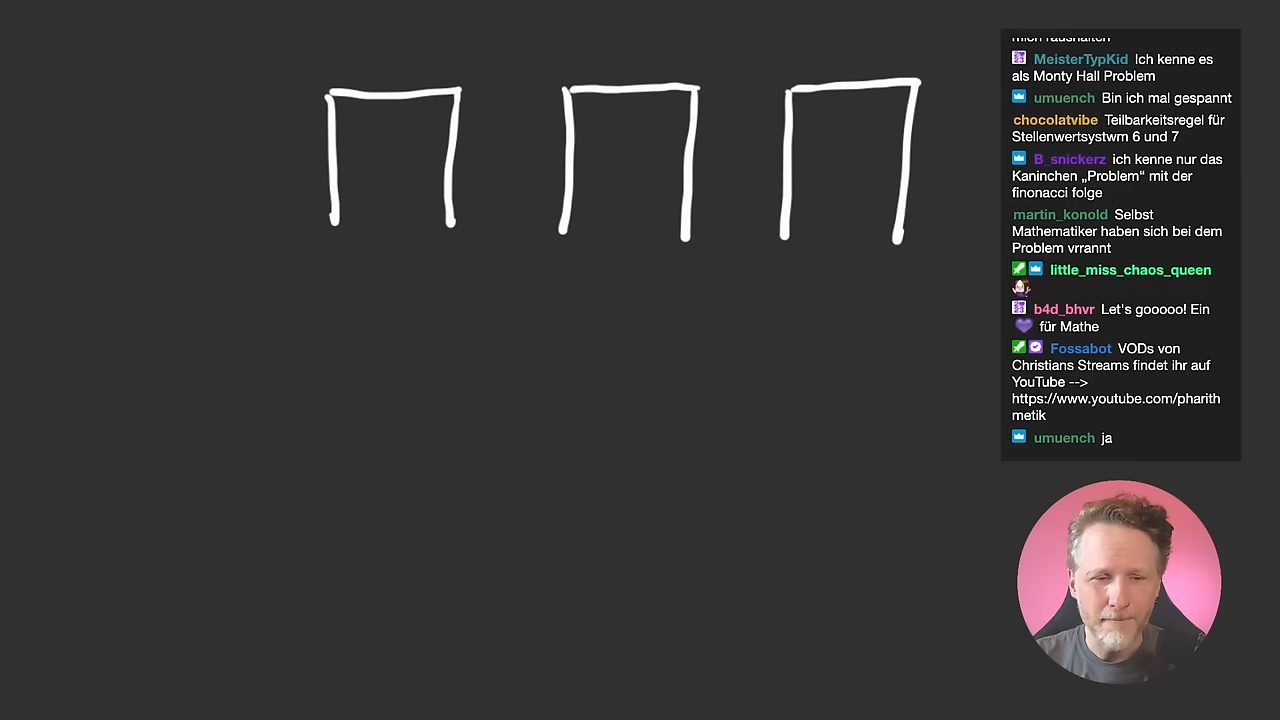 mich raushalten
MeisterTypKid Ich kenne es
als Monty Hall Problem
umuench Bin ich mal gespannt
chocolatvibe Teilbarkeitsregel für
Stellenwertsystwm 6 und 7
B_snickerz ich kenne nur das
Kaninchen „Problem“ mit der
finonacci folge
martin_konold Selbst
Mathematiker haben sich bei dem
Problem vrrannt
little_miss_chaos_queen
b4d_bhvr Let's gooooo! Ein
für Mathe
Fossabot VODs von
Christians Streams findet ihr auf
YouTube -->
https://www.youtube.com/pharith
metik
umuench ja